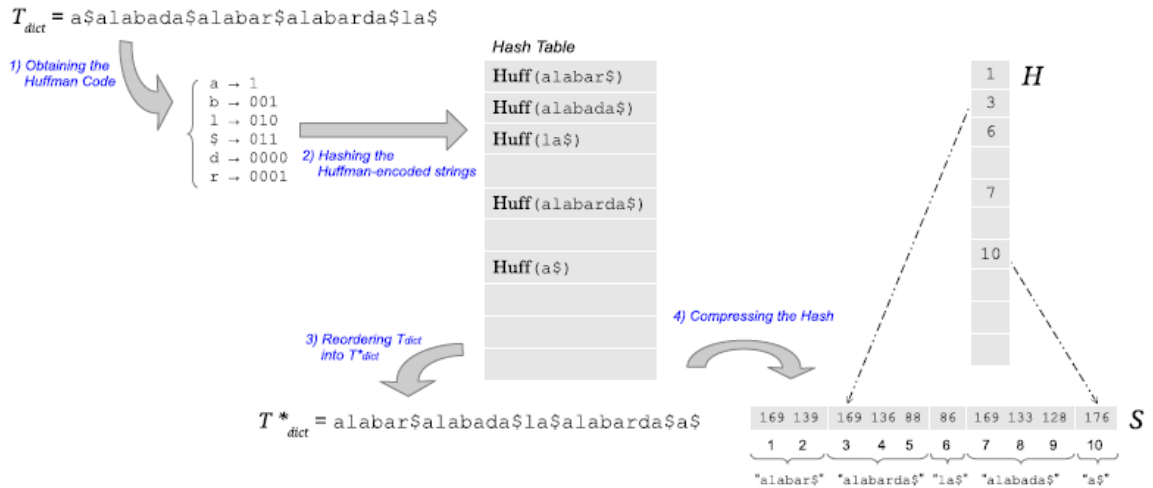 T dict = a$alabada$alabar$alabarda$la$
1) Obtaining the
Huffman Code
a → 1
b → 001
l → 010
$ → 011
d → 0000
r → 0001
2) Hashing the
Huffman-encoded strings
Hash Table
Huff(alabar$)
Huff(alabada$)
Huff(la$)
Huff(alabarda$)
Huff(a$)
3) Reordering Tdict
into T*dict
T*dict = alabar$alabada$la$alabarda$a$
4) Compressing the Hash
H
1
3
6
7
10
169 139 169 136 88 86 169 133 128 176 S
1 2 3 4 5 6 7 8 9 10
"alabar$" "alabarda$" "la$" "alabada$" "a$"